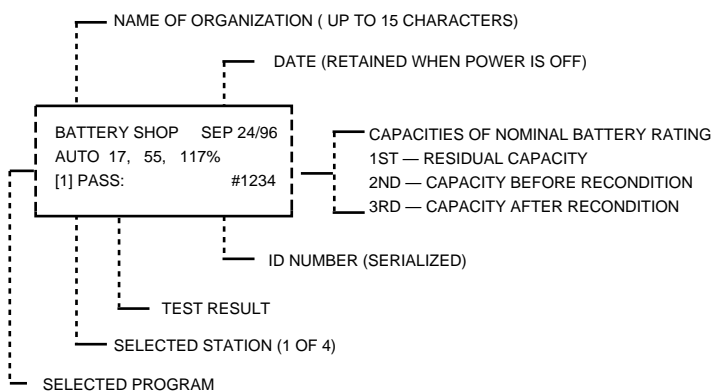 NAME OF ORGANIZATION ( UP TO 15 CHARACTERS)
DATE (RETAINED WHEN POWER IS OFF)
BATTERY SHOP SEP 24/96
AUTO 17, 55, 117%
[1] PASS: #1234
CAPACITIES OF NOMINAL BATTERY RATING
1ST — RESIDUAL CAPACITY
2ND — CAPACITY BEFORE RECONDITION
3RD — CAPACITY AFTER RECONDITION
ID NUMBER (SERIALIZED)
TEST RESULT
SELECTED STATION (1 OF 4)
SELECTED PROGRAM